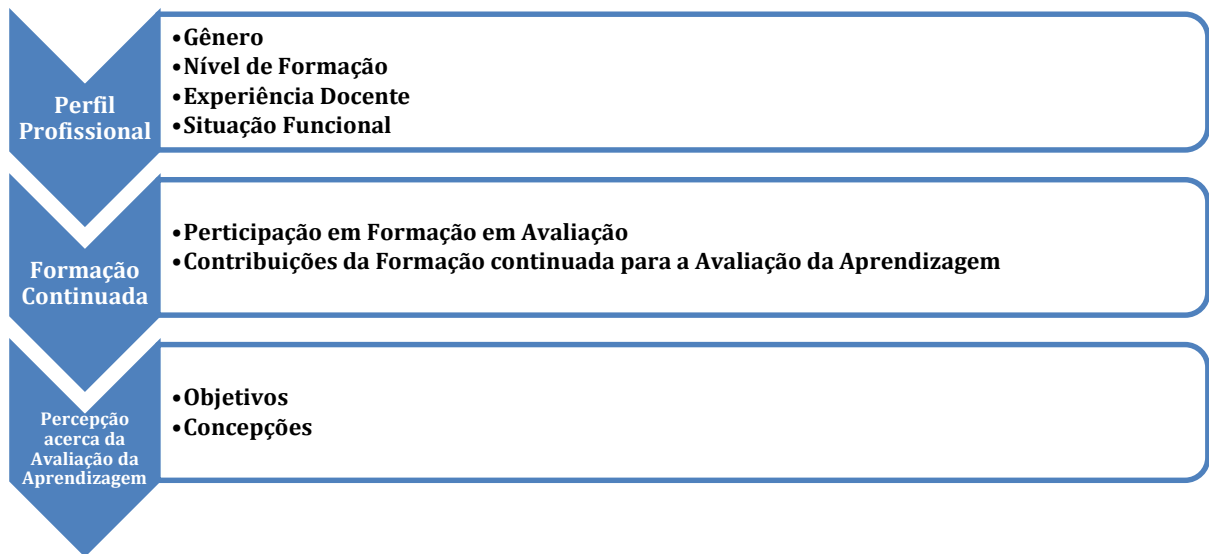 Perfil
Profissional
•Gênero
•Nível de Formação
•Experiência Docente
•Situação Funcional
Formação
Continuada
•Perticipação em Formação em Avaliação
•Contribuições da Formação continuada para a Avaliação da Aprendizagem
Percepção
acerca da
Avaliação da
Aprendizagem
•Objetivos
•Concepções